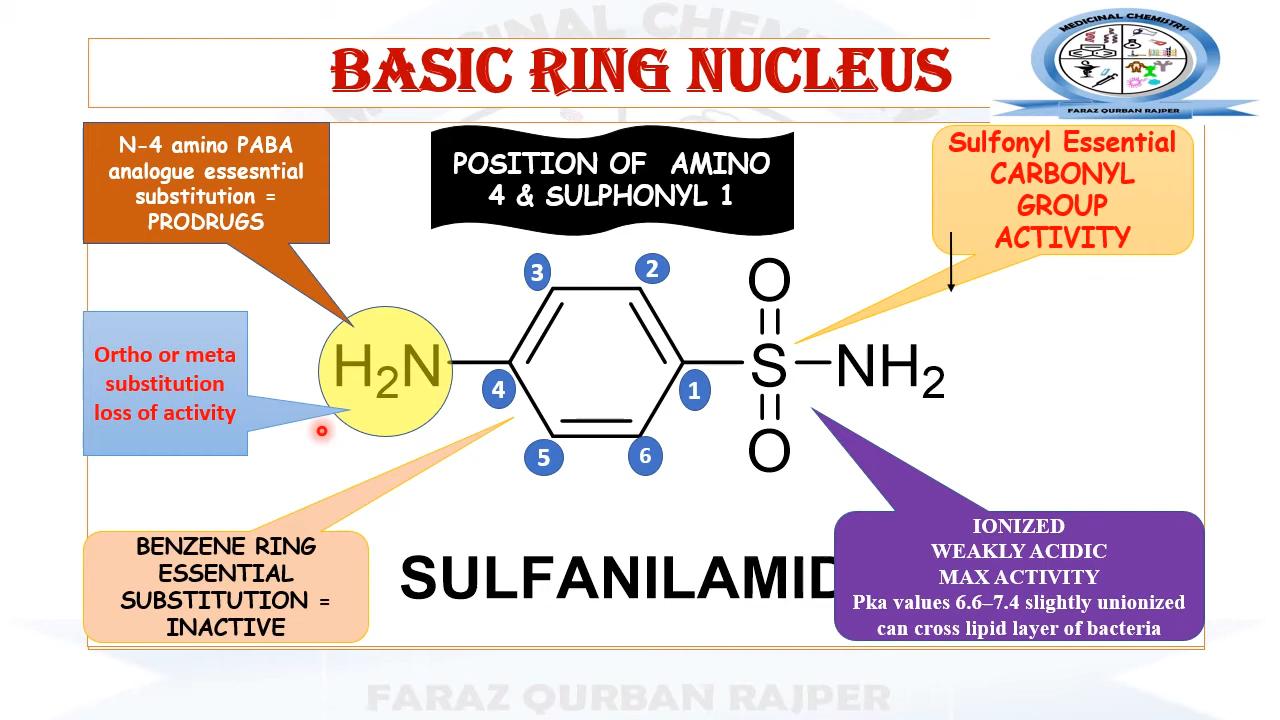 MEDICINAL CHEMISTRY
BASIC RING NUCLEUS
MEDICINAL CHEMISTRY
FARAZ QURBAN RAJPER
N-4 amino PABA
analogue essesntial
substitution =
PRODRUGS
POSITION OF AMINO
4 & SULPHONYL 1
Sulfonyl Essential
CARBONYL
GROUP
ACTIVITY
3
2
O
Ortho or meta
substitution
loss of activity
H2N
4
1
S
NH2
5
6
O
BENZENE RING
ESSENTIAL
SUBSTITUTION =
INACTIVE
SULFANILAMID
IONIZED
WEAKLY ACIDIC
MAX ACTIVITY
Pka values 6.6–7.4 slightly unionized
can cross lipid layer of bacteria
FARAZ QURBAN RAJPER